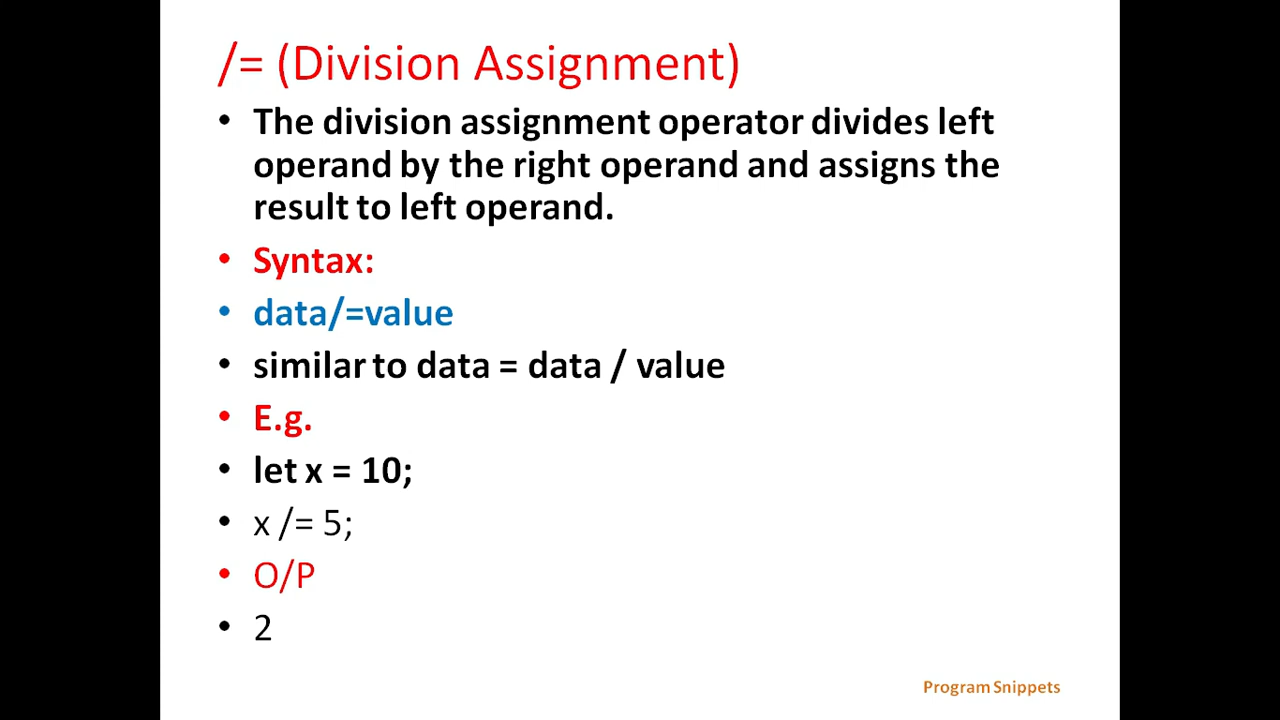 /= (Division Assignment)
• The division assignment operator divides left
operand by the right operand and assigns the
result to left operand.
• Syntax:
• data/=value
• similar to data = data / value
• E.g.
• let x = 10;
• x /= 5;
• O/P
• 2
Program Snippets